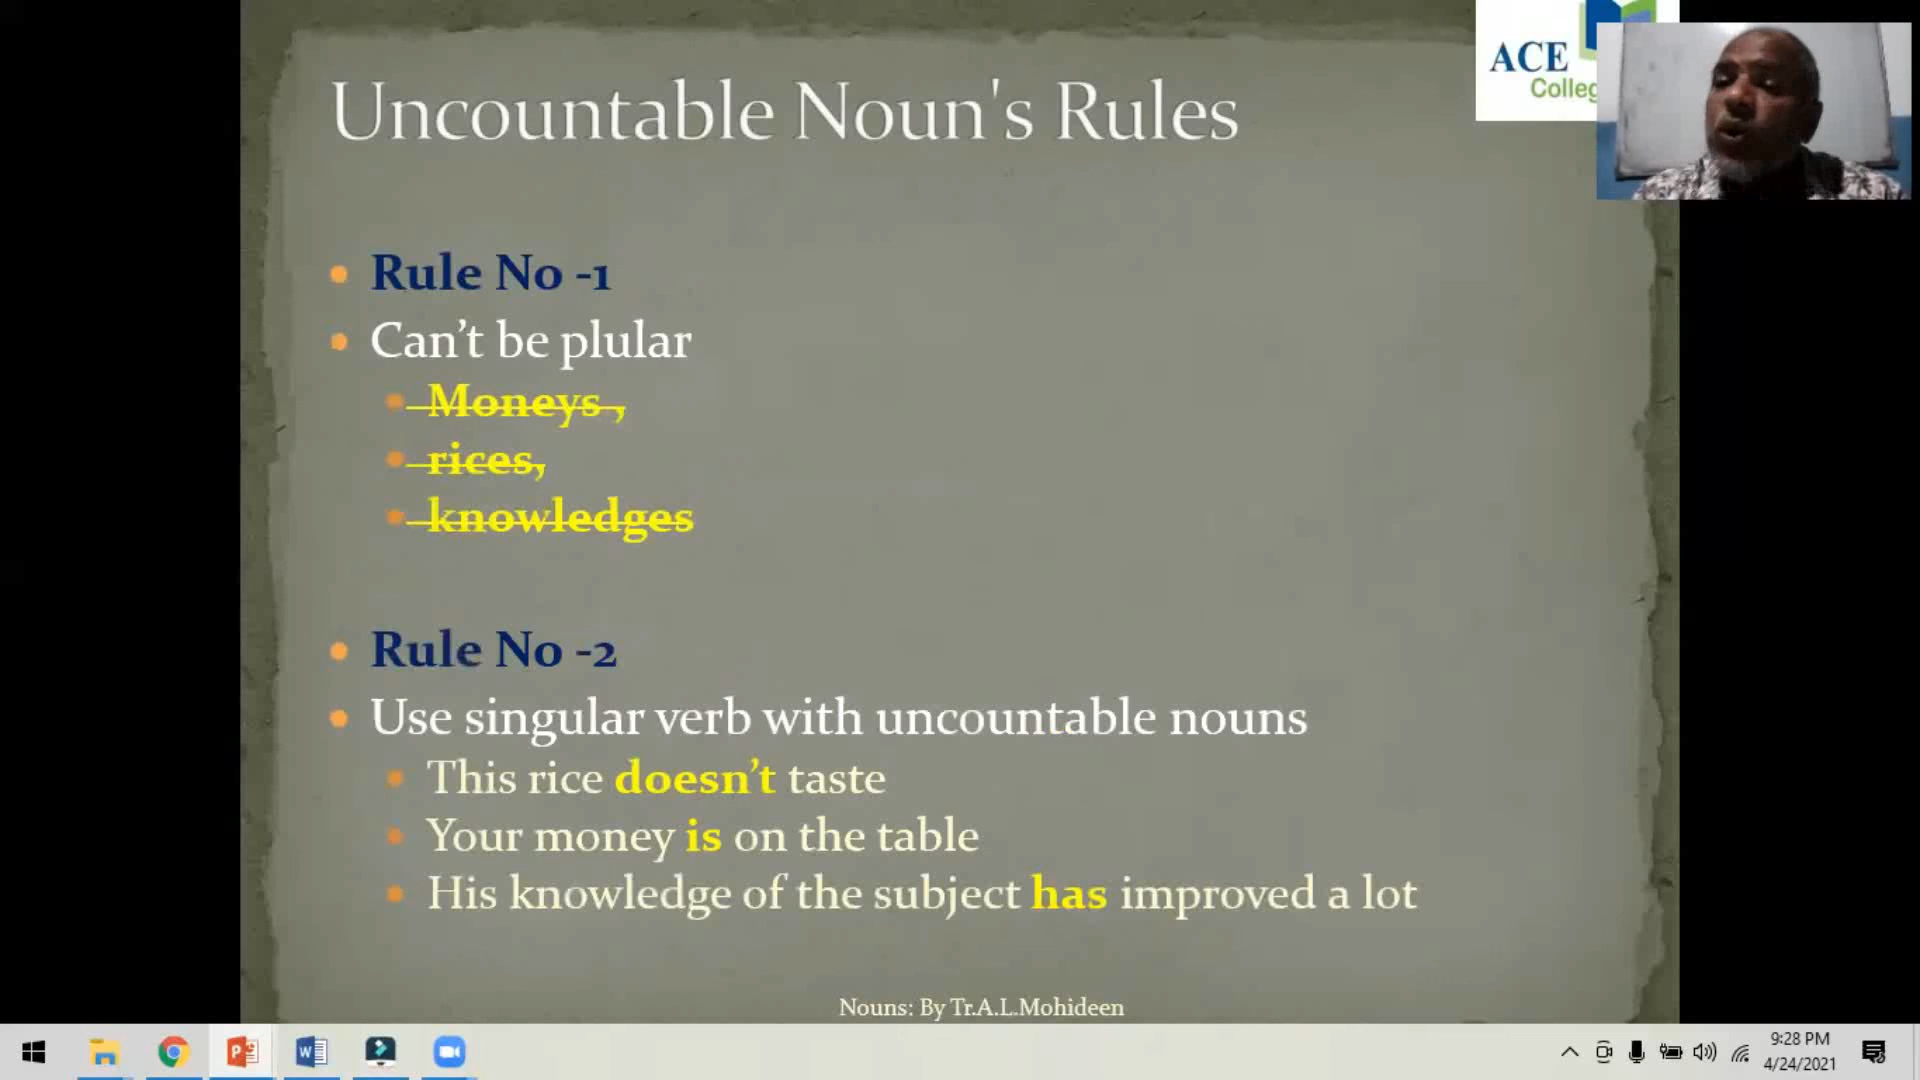 Uncountable Noun's Rules
ACE
Colleg
Rule No -1
Can’t be plular
Moneys ,
rices,
knowledges
Rule No -2
Use singular verb with uncountable nouns
This rice doesn’t taste
Your money is on the table
His knowledge of the subject has improved a lot
Nouns: By Tr.A.L.Mohideen
9:28 PM
4/24/2021